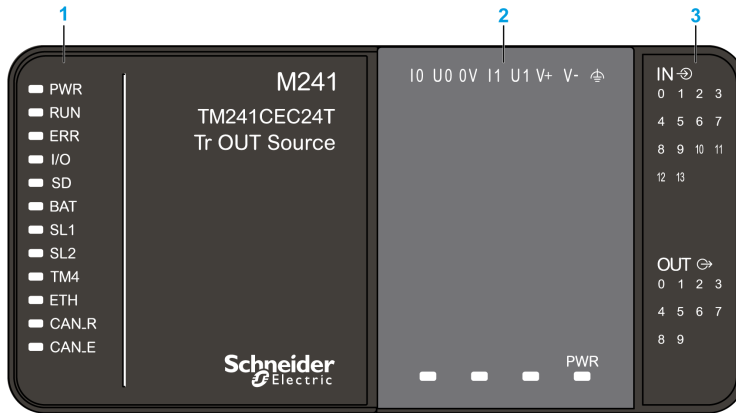 1
2
3
PWR
RUN
ERR
I/O
SD
BAT
SL1
SL2
TM4
ETH
CAN_R
CAN_E
M241
TM241CEC24T
Tr OUT Source
Schneider
Electric
I0 U0 0V I1 U1 V+ V-
PWR
IN
0 1 2 3
4 5 6 7
8 9 10 11
12 13
OUT
0 1 2 3
4 5 6 7
8 9